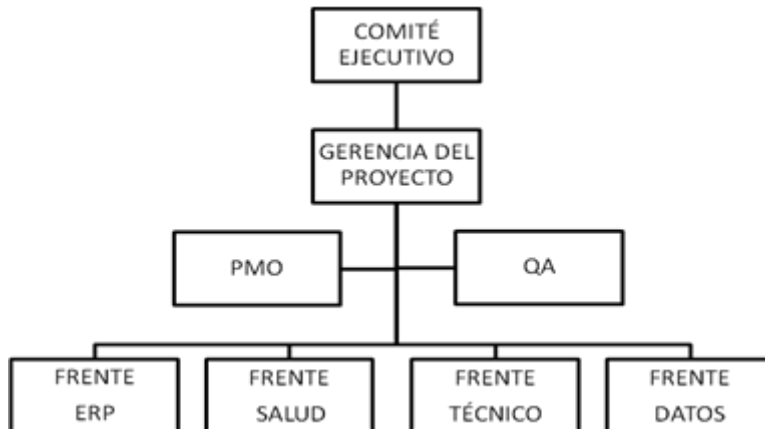 COMITÉ
EJECUTIVO
GERENCIA DEL
PROYECTO
PMO
QA
FRENTE
ERP
FRENTE
SALUD
FRENTE
TÉCNICO
FRENTE
DATOS